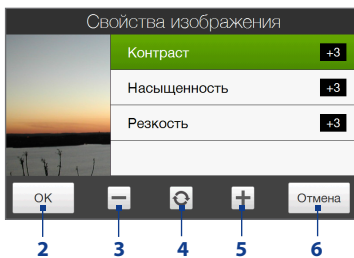 Свойства изображения
Контраст +3
Насыщенность +3
Резкость +3
OK Отмена
2 3 4 5 6